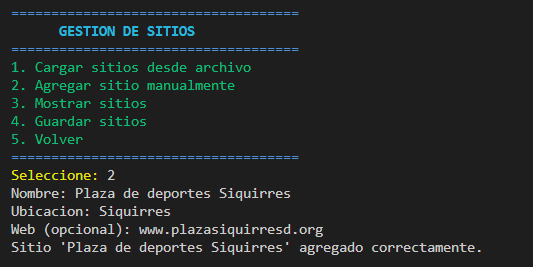 ====================================
GESTION DE SITIOS
====================================
1. Cargar sitios desde archivo
2. Agregar sitio manualmente
3. Mostrar sitios
4. Guardar sitios
5. Volver
====================================
Seleccione: 2
Nombre: Plaza de deportes Siquirres
Ubicacion: Siquirres
Web (opcional): www.plazasiquirresd.org
Sitio 'Plaza de deportes Siquirres' agregado correctamente.